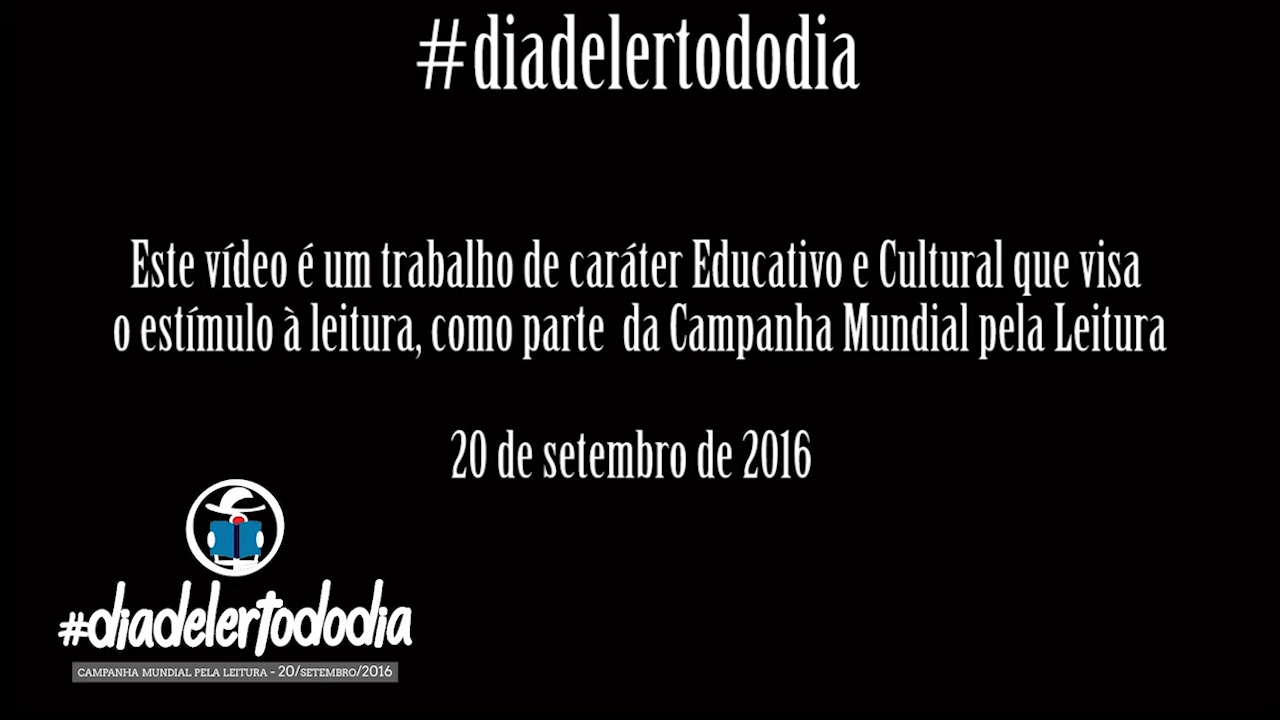 #diadelertododia
Este vídeo é um trabalho de caráter Educativo e Cultural que visa
o estímulo à leitura, como parte da Campanha Mundial pela Leitura
20 de setembro de 2016
#diadelertododia
CAMPANHA MUNDIAL PELA LEITURA - 20/SETEMBRO/2016